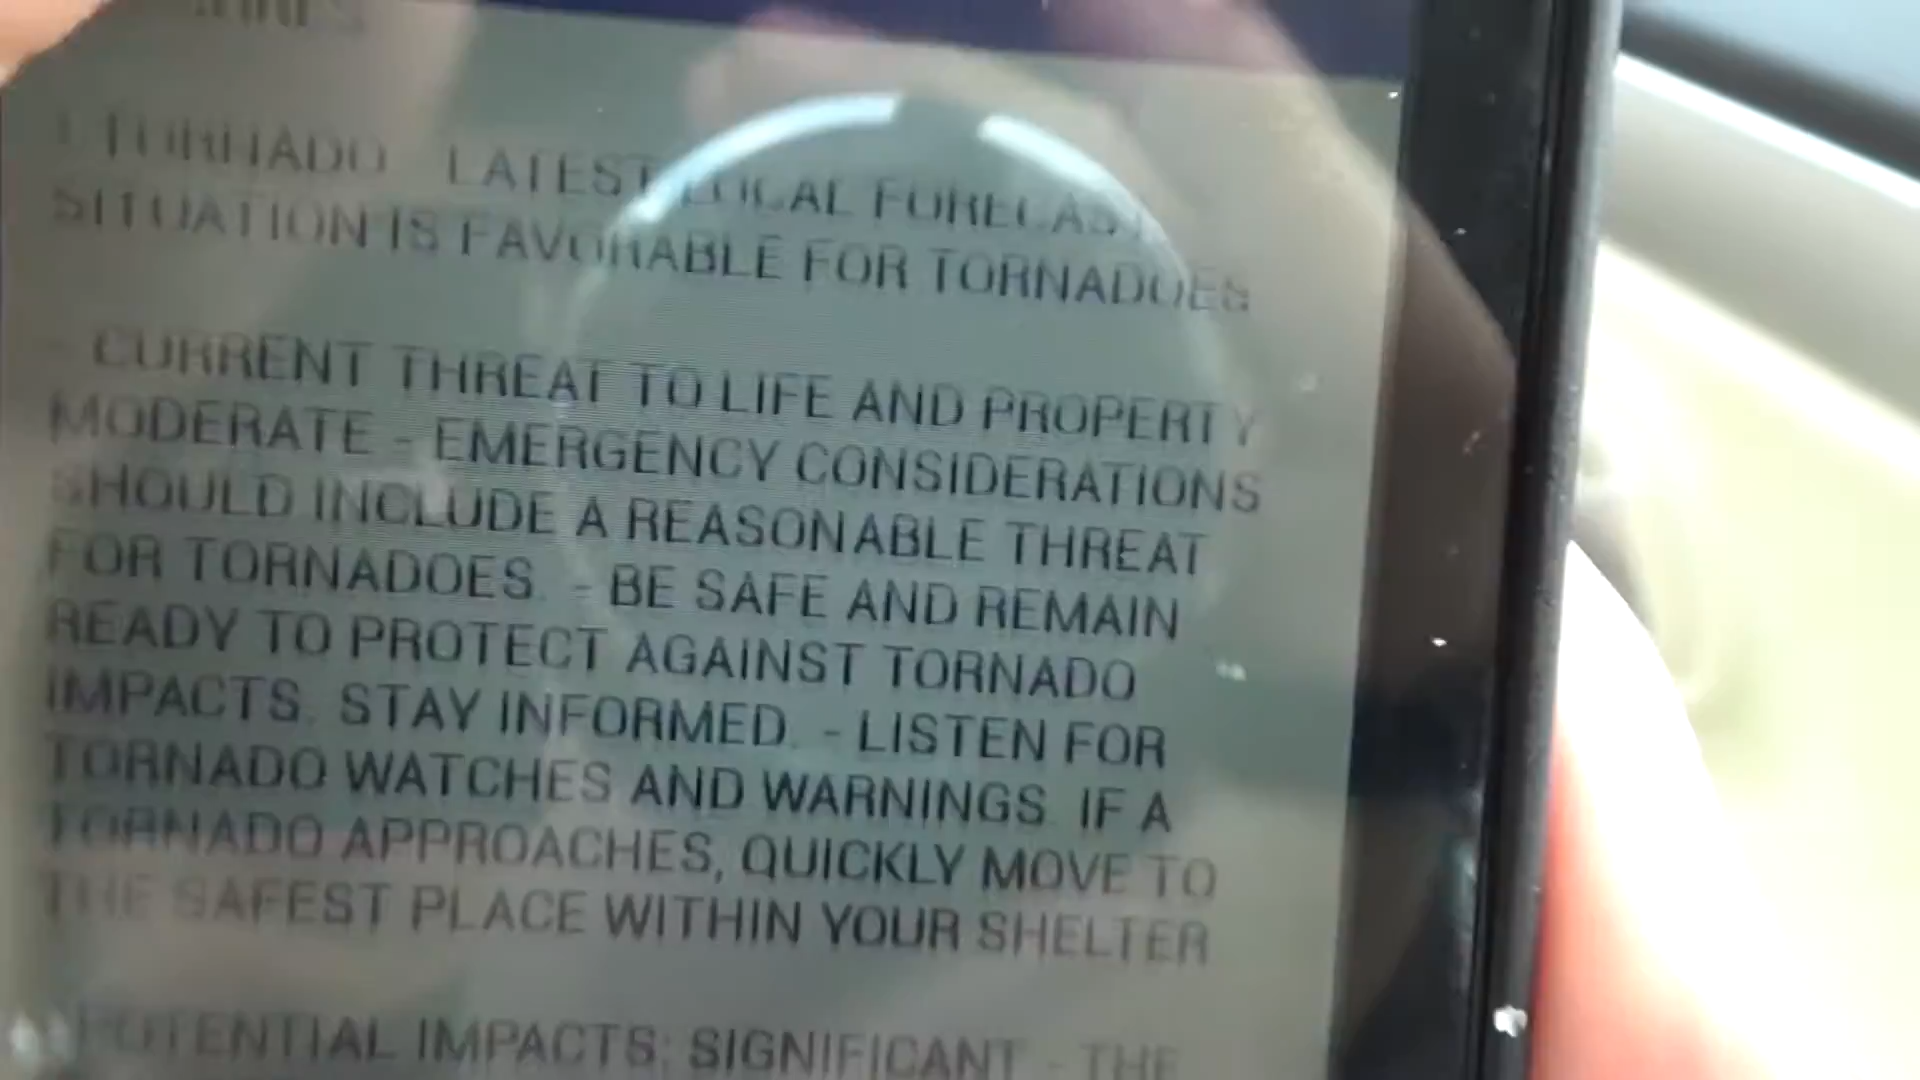 TORNADO LATEST LOCAL FORECAST
SITUATION IS FAVORABLE FOR TORNADOES
- CURRENT THREAT TO LIFE AND PROPERTY
MODERATE - EMERGENCY CONSIDERATIONS
SHOULD INCLUDE A REASONABLE THREAT
FOR TORNADOES. - BE SAFE AND REMAIN
READY TO PROTECT AGAINST TORNADO
IMPACTS. STAY INFORMED. - LISTEN FOR
TORNADO WATCHES AND WARNINGS. IF A
TORNADO APPROACHES, QUICKLY MOVE TO
THE SAFEST PLACE WITHIN YOUR SHELTER
POTENTIAL IMPACTS: SIGNIFICANT - THE